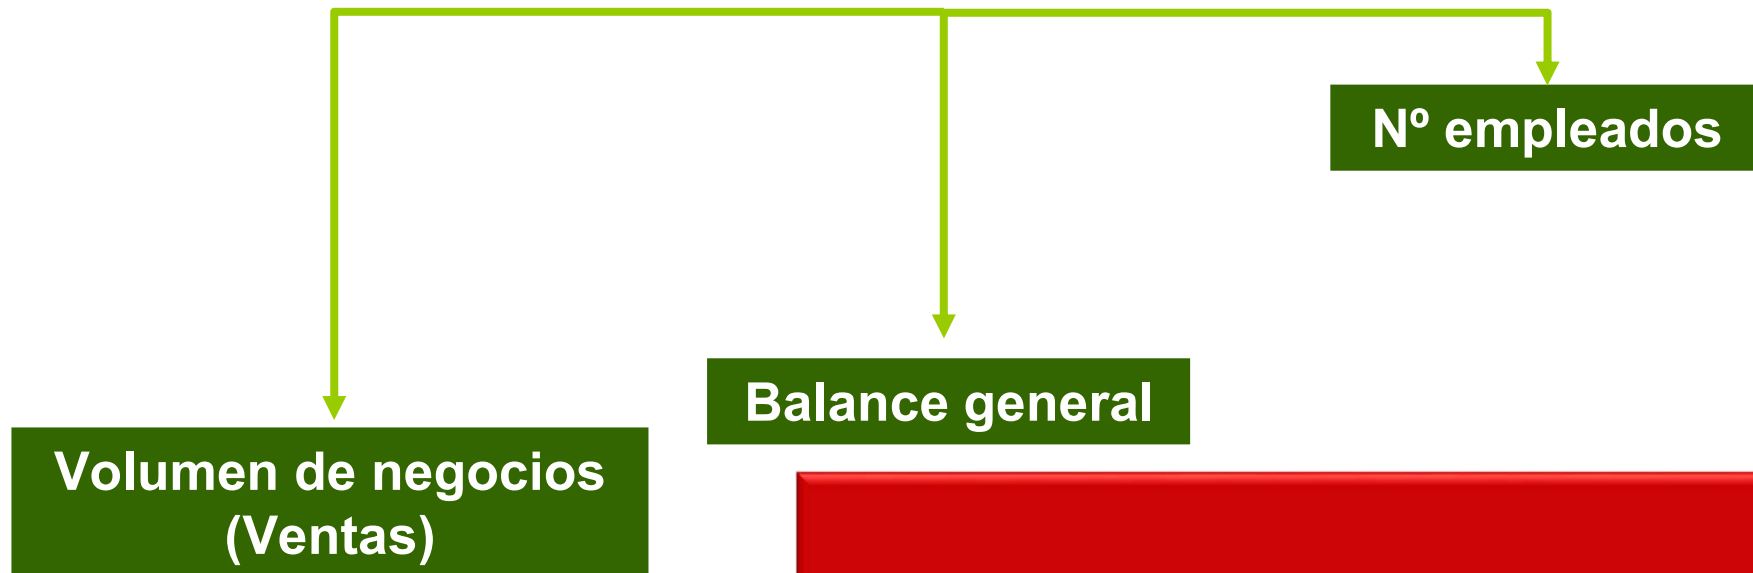 Nº empleados
Balance general
Volumen de negocios
(Ventas)